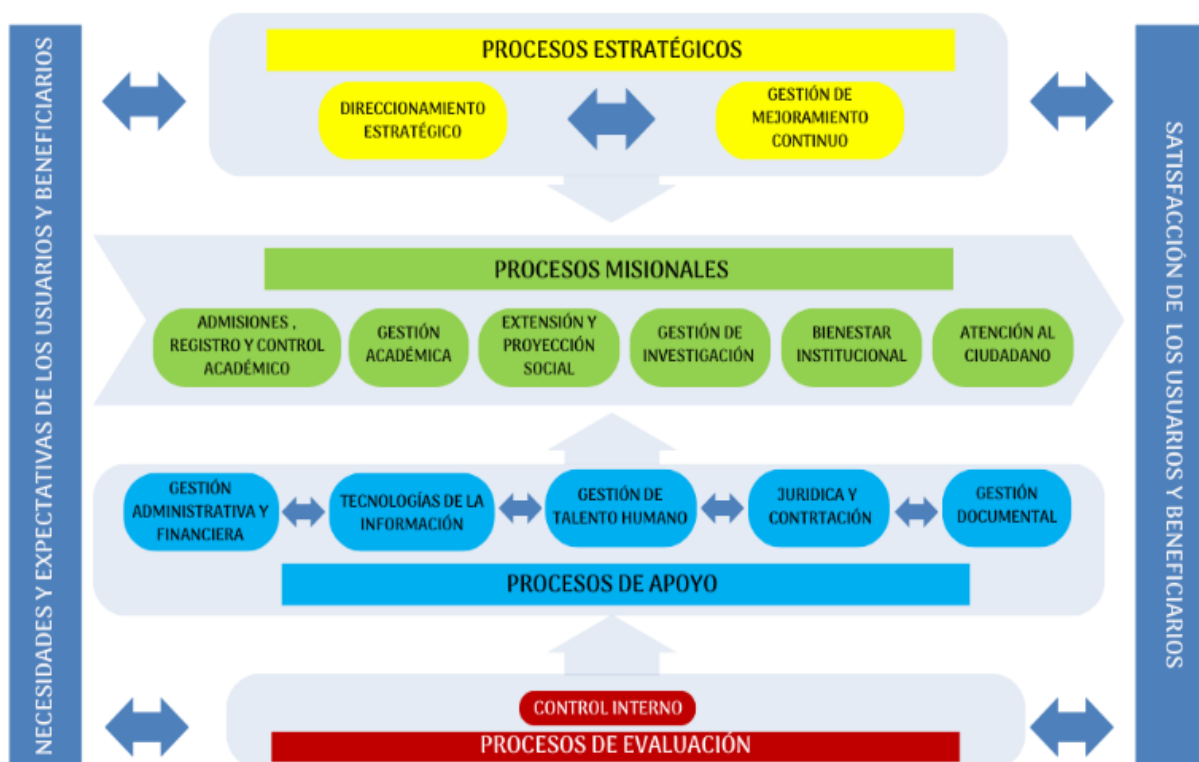 NECESIDADES Y EXPECTATIVAS DE LOS USUARIOS Y BENEFICIARIOS
PROCESOS ESTRATÉGICOS
DIRECCIONAMIENTO
ESTRATÉGICO
GESTIÓN DE
MEJORAMIENTO
CONTINUO
PROCESOS MISIONALES
ADMISIONES ,
REGISTRO Y CONTROL
ACADÉMICO
GESTIÓN
ACADÉMICA
EXTENSIÓN Y
PROYECCIÓN
SOCIAL
GESTIÓN DE
INVESTIGACIÓN
BIENESTAR
INSTITUCIONAL
ATENCIÓN AL
CIUDADANO
GESTIÓN
ADMINISTRATIVA Y
FINANCIERA
TECNOLOGÍAS DE LA
INFORMACIÓN
GESTIÓN DE
TALENTO HUMANO
JURIDICA Y
CONTRTACIÓN
GESTIÓN
DOCUMENTAL
PROCESOS DE APOYO
CONTROL INTERNO
PROCESOS DE EVALUACIÓN
SATISFACCIÓN DE LOS USUARIOS Y BENEFICIARIOS